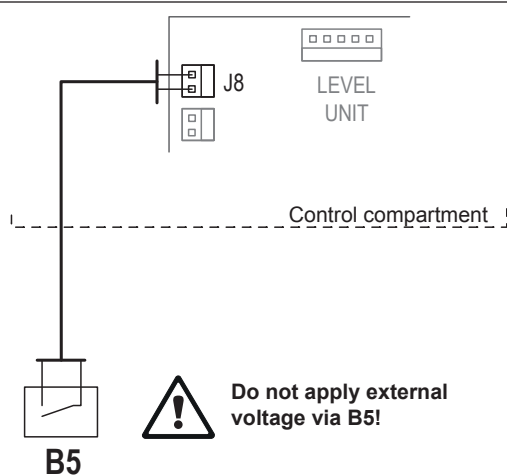 J8
LEVEL
UNIT
Control compartment
Do not apply external
voltage via B5!
B5